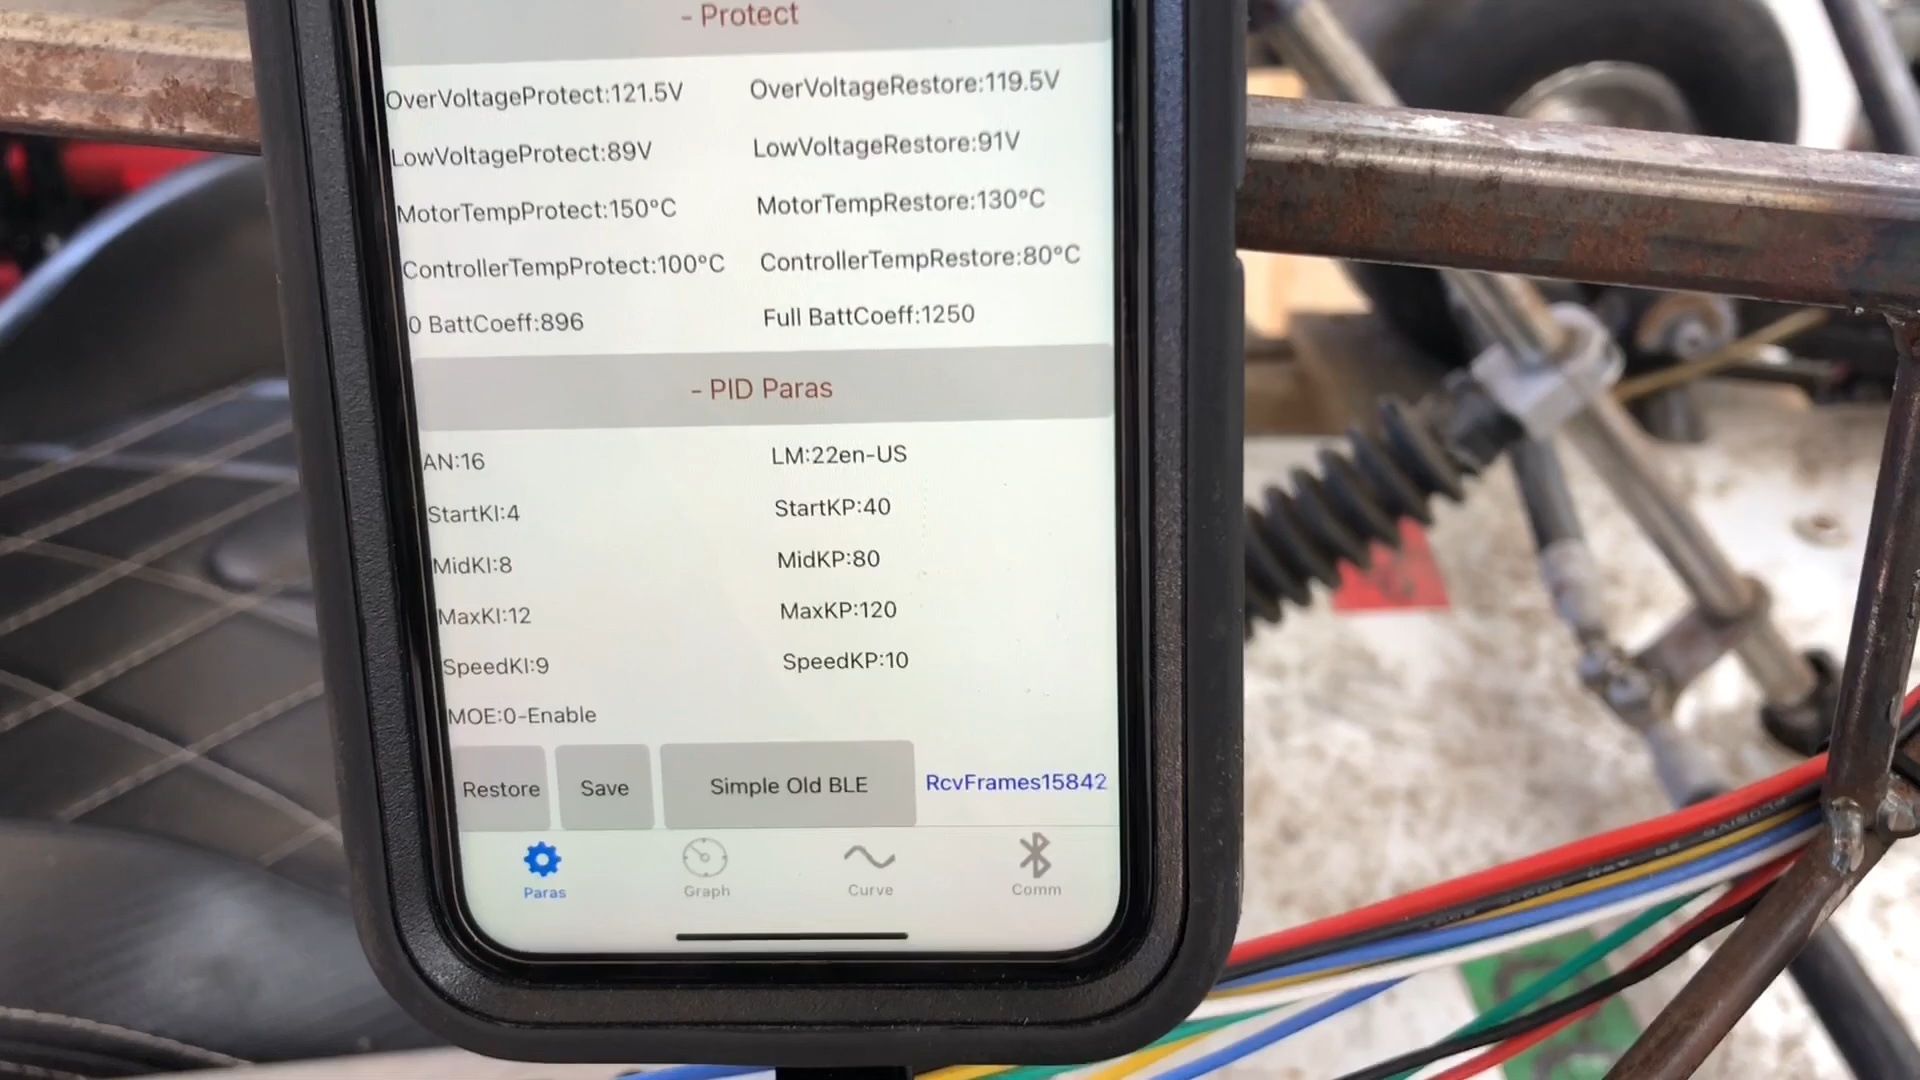 - Protect
OverVoltageProtect:121.5V OverVoltageRestore:119.5V
LowVoltageProtect:89V LowVoltageRestore:91V
MotorTempProtect:150°C MotorTempRestore:130°C
ControllerTempProtect:100°C ControllerTempRestore:80°C
0 BattCoeff:896 Full BattCoeff:1250
- PID Paras
AN:16 LM:22en-US
StartKI:4 StartKP:40
MidKI:8 MidKP:80
MaxKI:12 MaxKP:120
SpeedKI:9 SpeedKP:10
MOE:0-Enable
Restore Save Simple Old BLE RcvFrames15842
Paras Graph Curve Comm